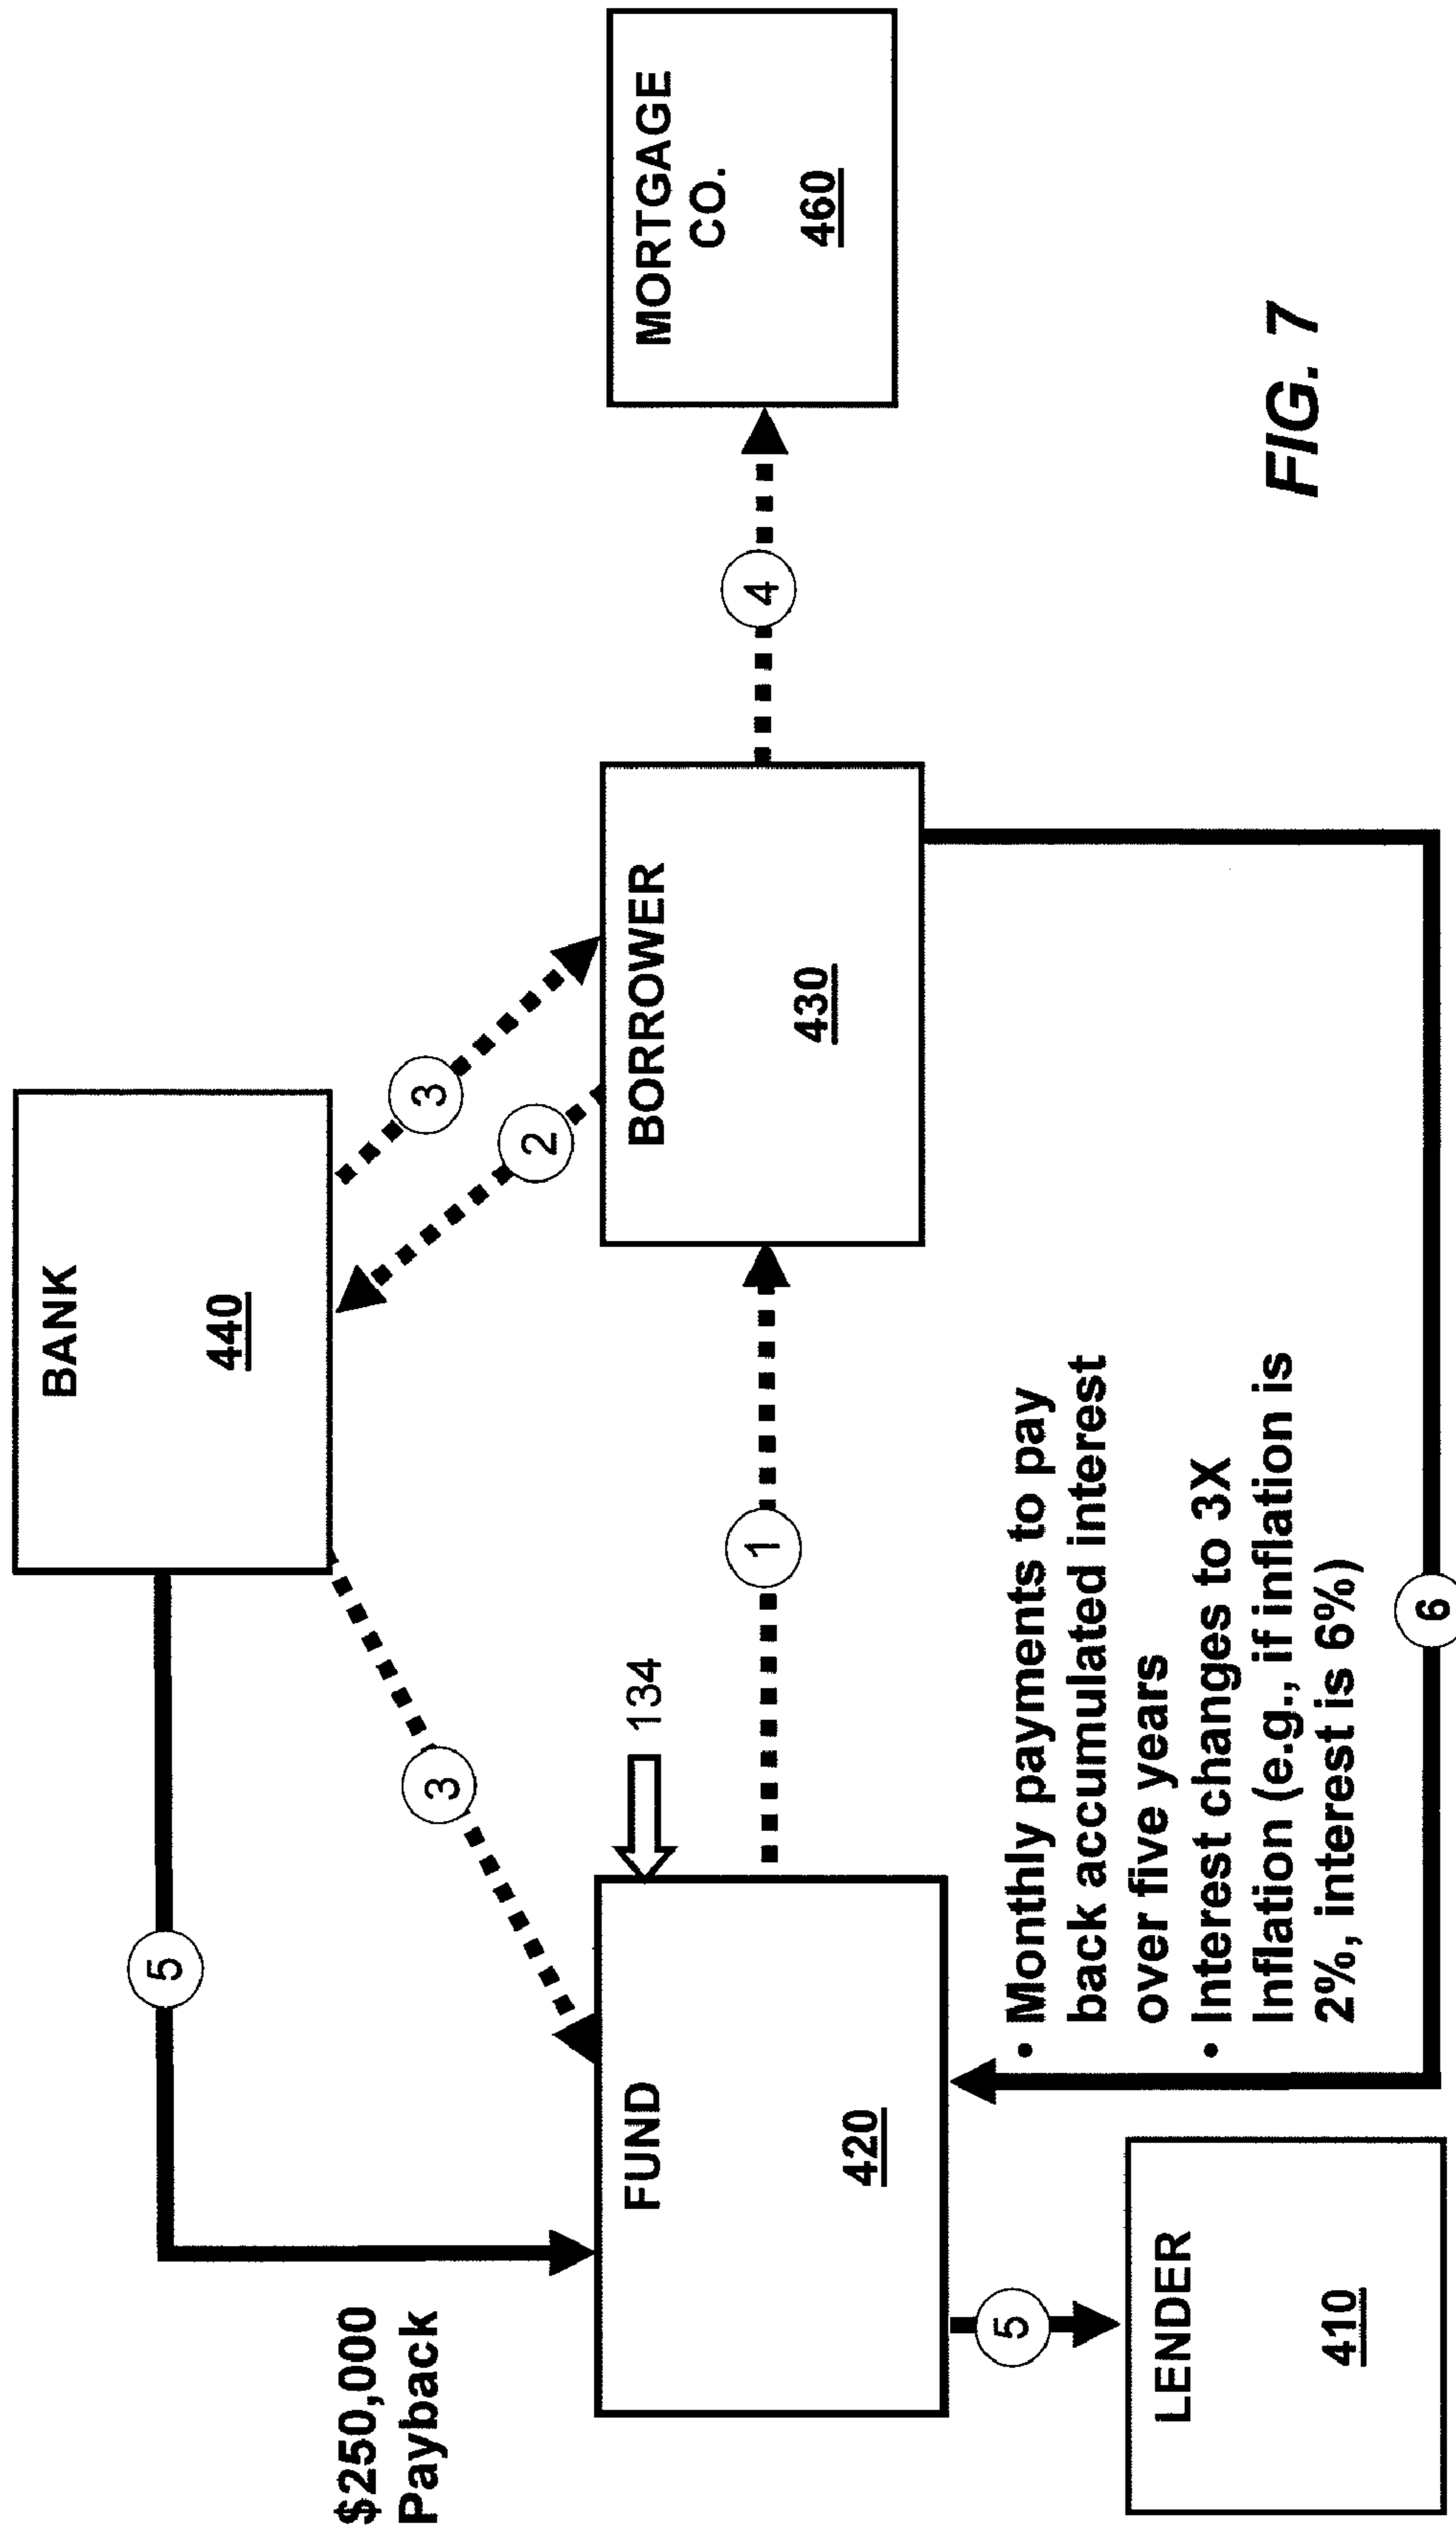 BANK
440
$250,000
Payback
5
3
3
2
FUND
420
134
1
BORROWER
430
4
MORTGAGE
CO.
460
5
LENDER
410
• Monthly payments to pay
back accumulated interest
over five years
• Interest changes to 3X
Inflation (e.g., if inflation is
2%, interest is 6%)
6
FIG. 7